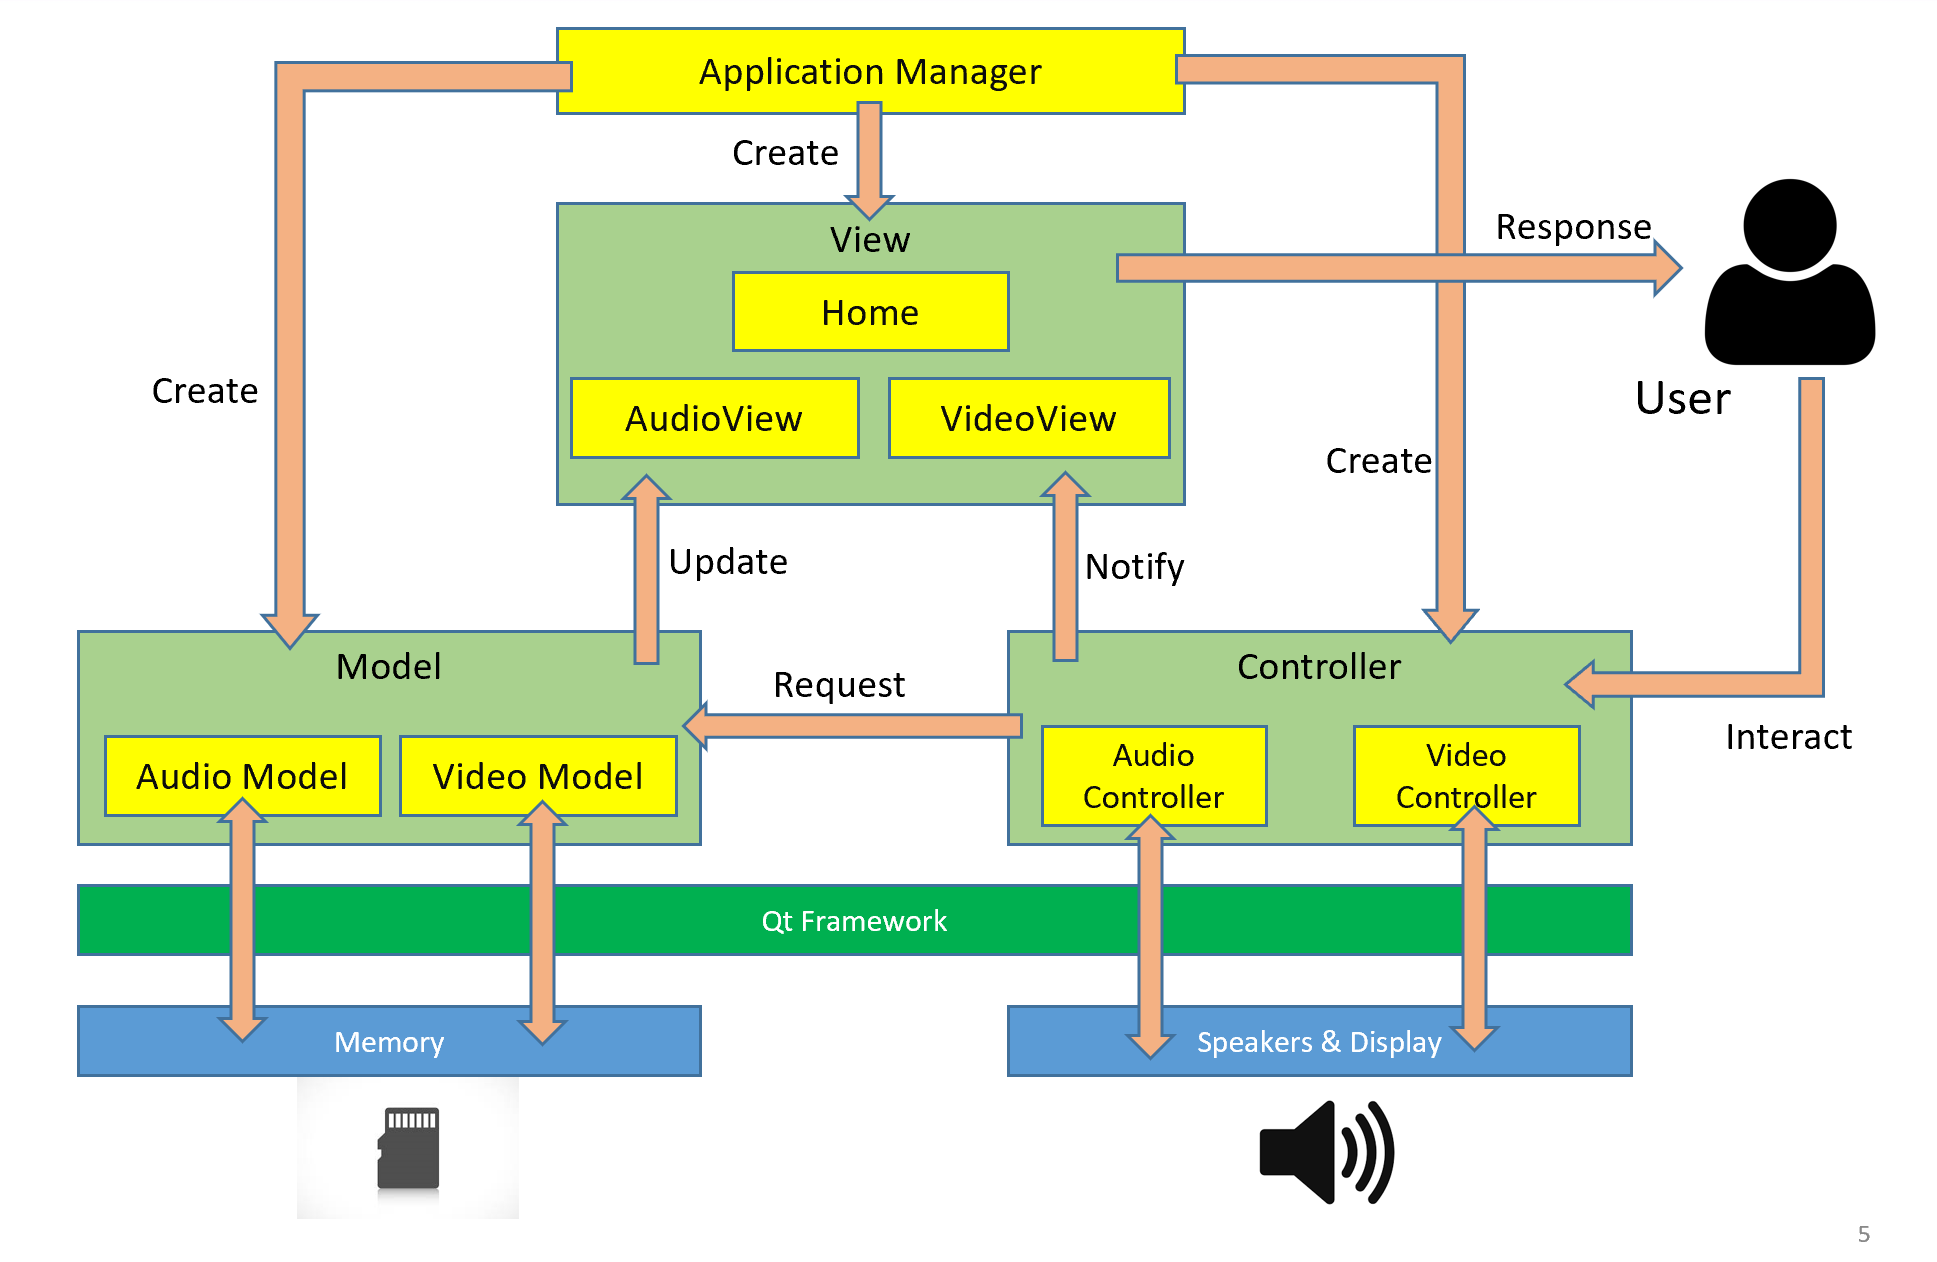 Application Manager
Create
View
Response
Home
Create
AudioView
VideoView
User
Create
Update
Notify
Model
Request
Controller
Interact
Audio Model
Video Model
Audio
Controller
Video
Controller
Qt Framework
Memory
Speakers & Display
5